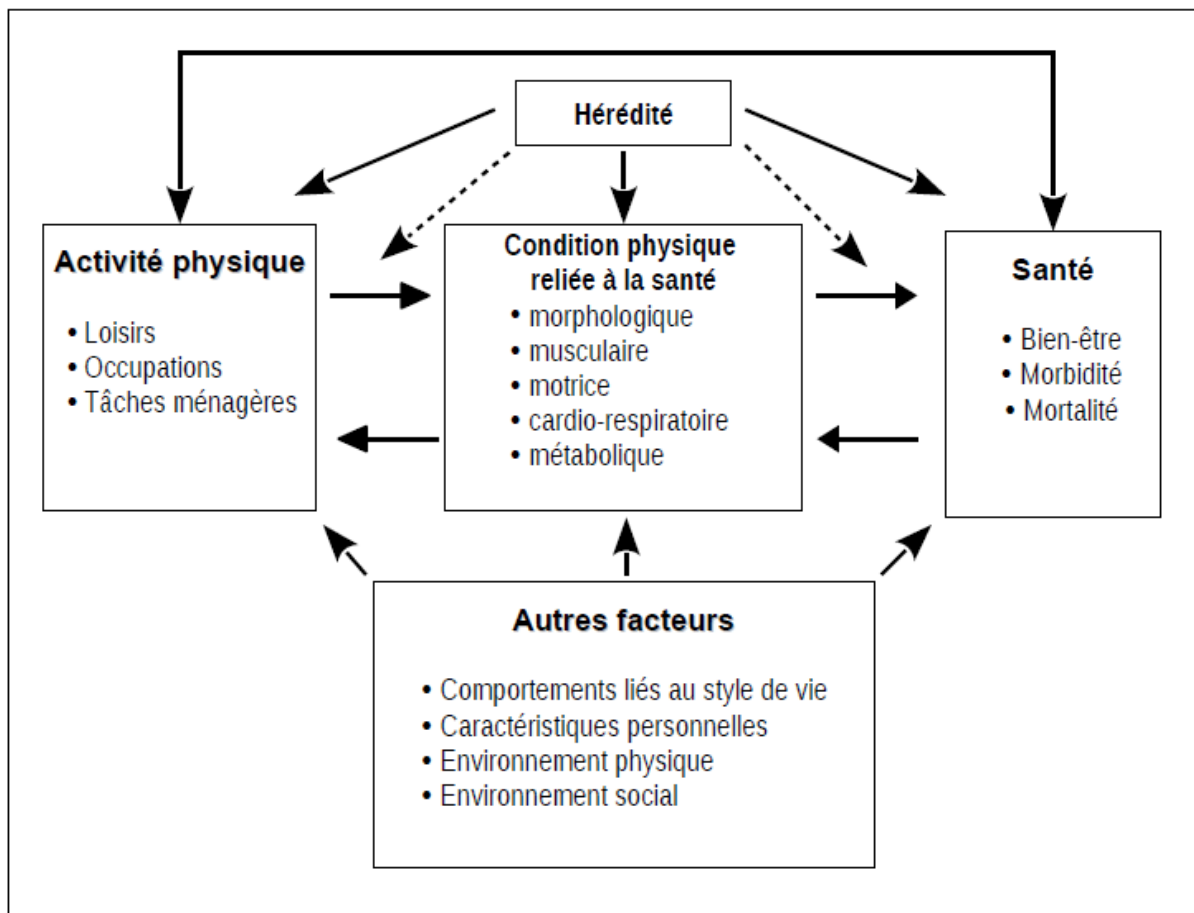 Hérédité
Activité physique
• Loisirs
• Occupations
• Tâches ménagères
Condition physique
reliée à la santé
• morphologique
• musculaire
• motrice
• cardio-respiratoire
• métabolique
Santé
• Bien-être
• Morbidité
• Mortalité
Autres facteurs
• Comportements liés au style de vie
• Caractéristiques personnelles
• Environnement physique
• Environnement social